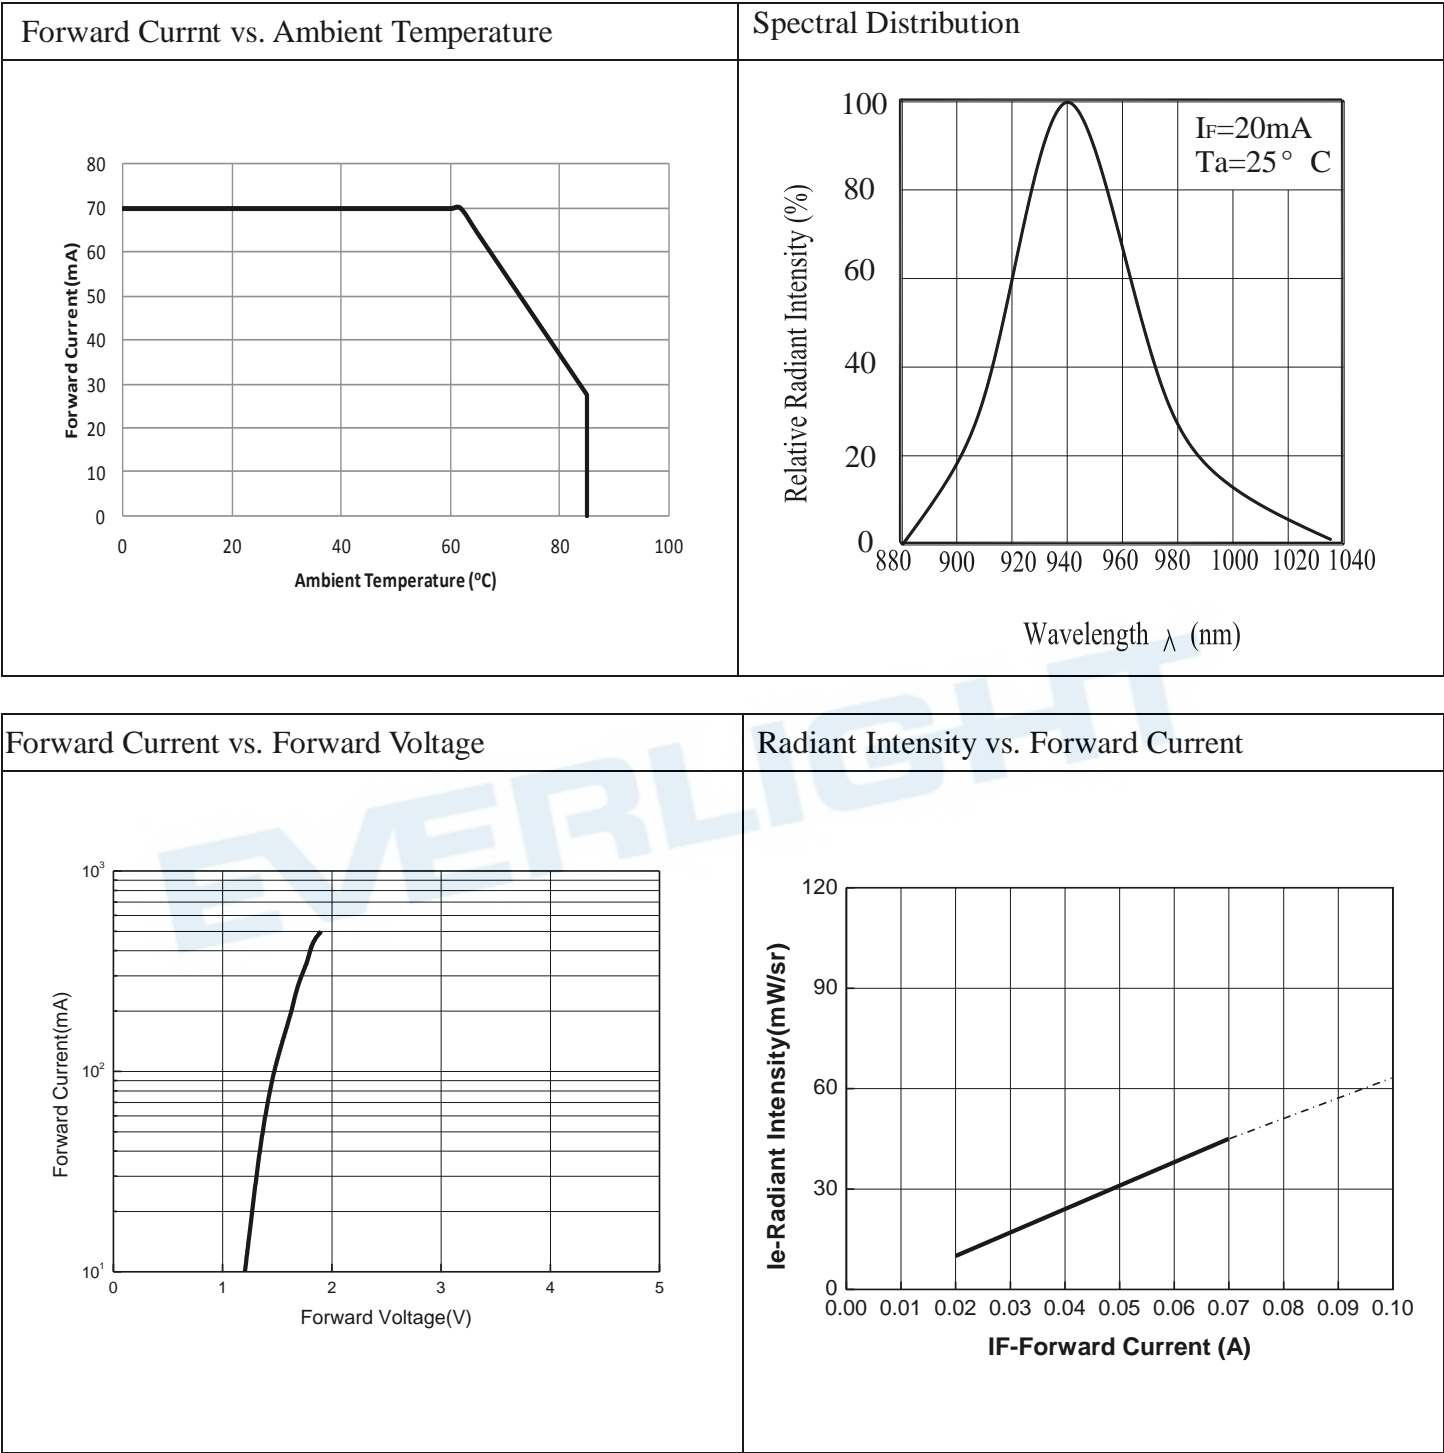 Forward Currnt vs. Ambient Temperature
Spectral Distribution
80
70
60
50
40
30
20
10
0
0 20 40 60 80 100
Forward Current(mA)
Ambient Temperature (°C)
100
80
60
40
20
0
880 900 920 940 960 980 1000 1020 1040
Relative Radiant Intensity (%)
IF=20mA
Ta=25° C
Wavelength λ (nm)
Forward Current vs. Forward Voltage
Radiant Intensity vs. Forward Current
EVERLIGHT
10³
10²
10¹
0 1 2 3 4 5
Forward Current(mA)
Forward Voltage(V)
120
90
60
30
0
0.00 0.01 0.02 0.03 0.04 0.05 0.06 0.07 0.08 0.09 0.10
Ie-Radiant Intensity(mW/sr)
IF-Forward Current (A)